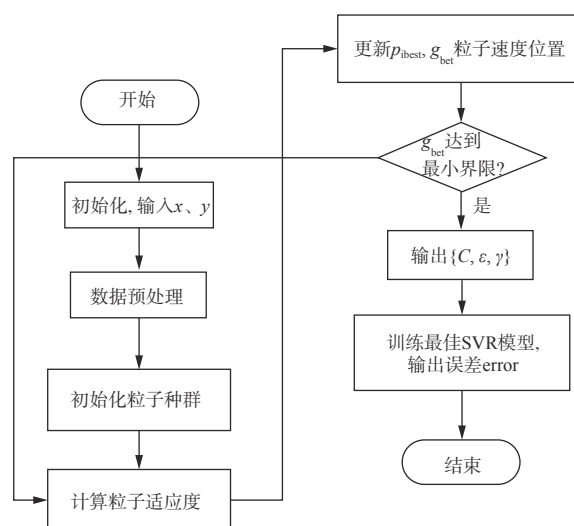 开始
初始化, 输入x、y
数据预处理
初始化粒子种群
计算粒子适应度
更新pibest, gbet粒子速度位置
gbet达到
最小界限?
是
输出{C, ε, γ}
训练最佳SVR模型,
输出误差error
结束